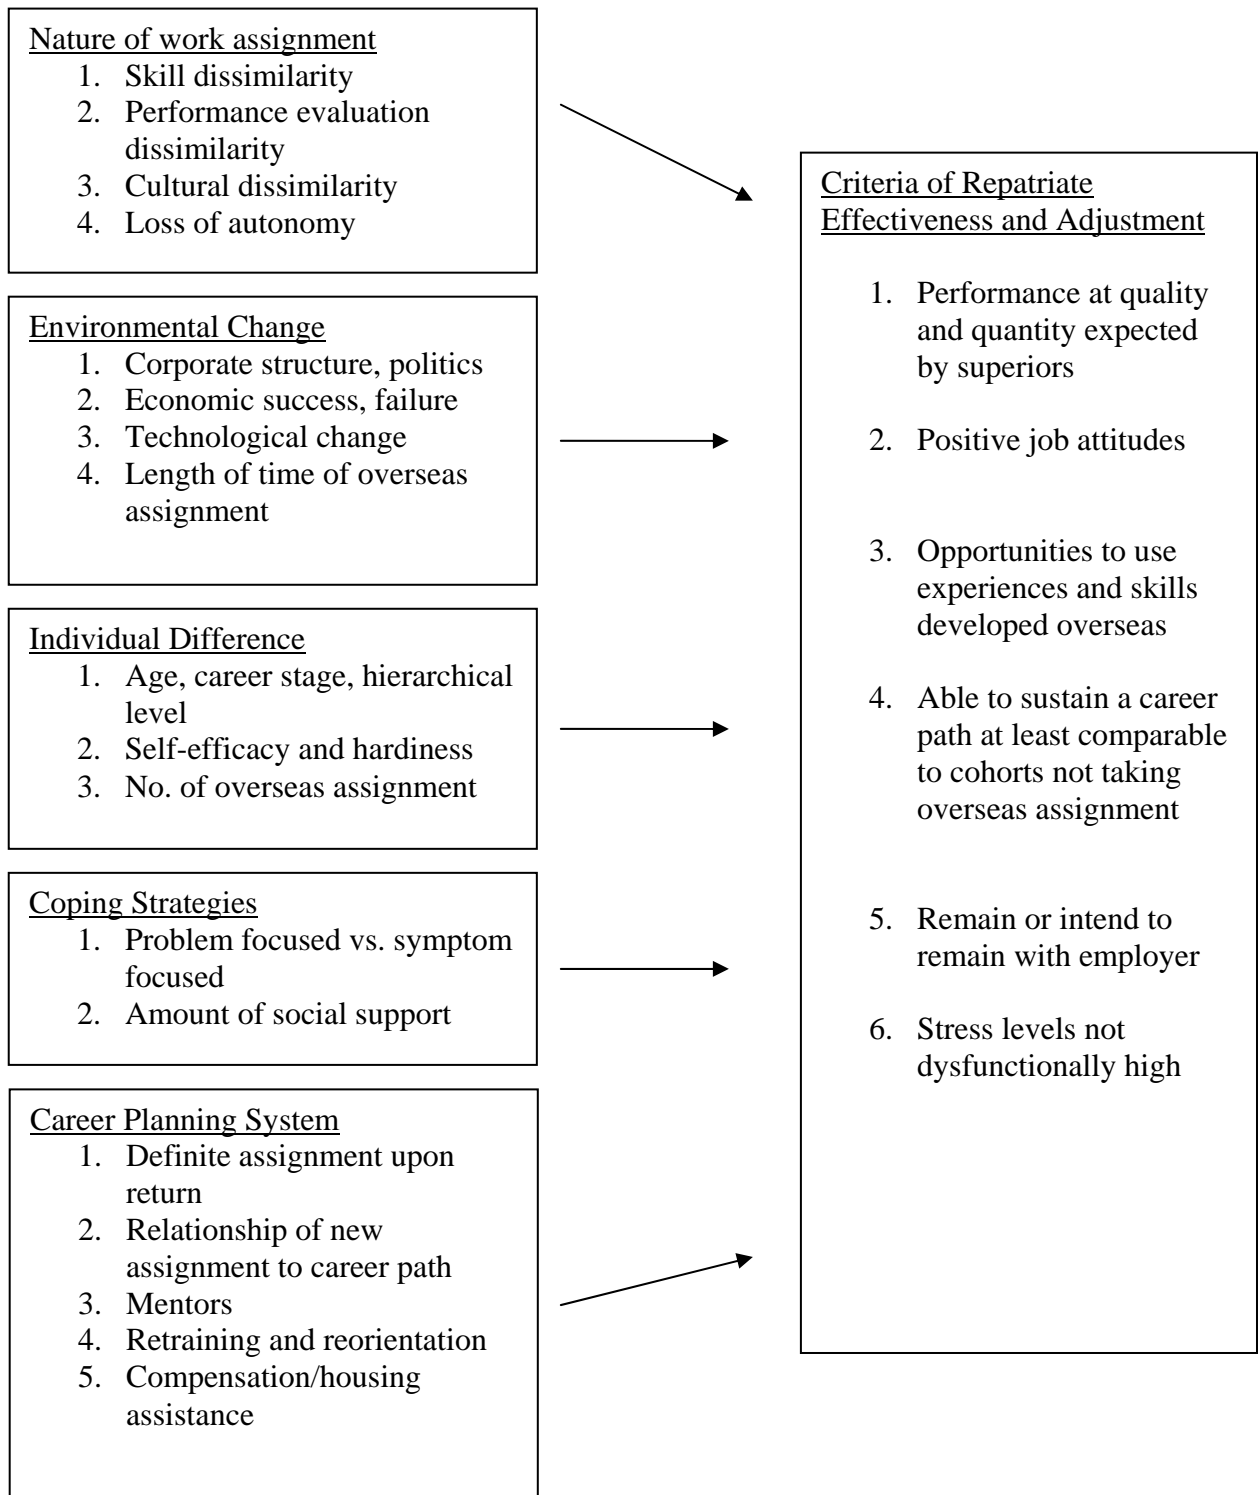 Nature of work assignment
1. Skill dissimilarity
2. Performance evaluation
dissimilarity
3. Cultural dissimilarity
4. Loss of autonomy
Environmental Change
1. Corporate structure, politics
2. Economic success, failure
3. Technological change
4. Length of time of overseas
assignment
Individual Difference
1. Age, career stage, hierarchical
level
2. Self-efficacy and hardiness
3. No. of overseas assignment
Coping Strategies
1. Problem focused vs. symptom
focused
2. Amount of social support
Career Planning System
1. Definite assignment upon
return
2. Relationship of new
assignment to career path
3. Mentors
4. Retraining and reorientation
5. Compensation/housing
assistance
Criteria of Repatriate
Effectiveness and Adjustment
1. Performance at quality
and quantity expected
by superiors
2. Positive job attitudes
3. Opportunities to use
experiences and skills
developed overseas
4. Able to sustain a career
path at least comparable
to cohorts not taking
overseas assignment
5. Remain or intend to
remain with employer
6. Stress levels not
dysfunctionally high